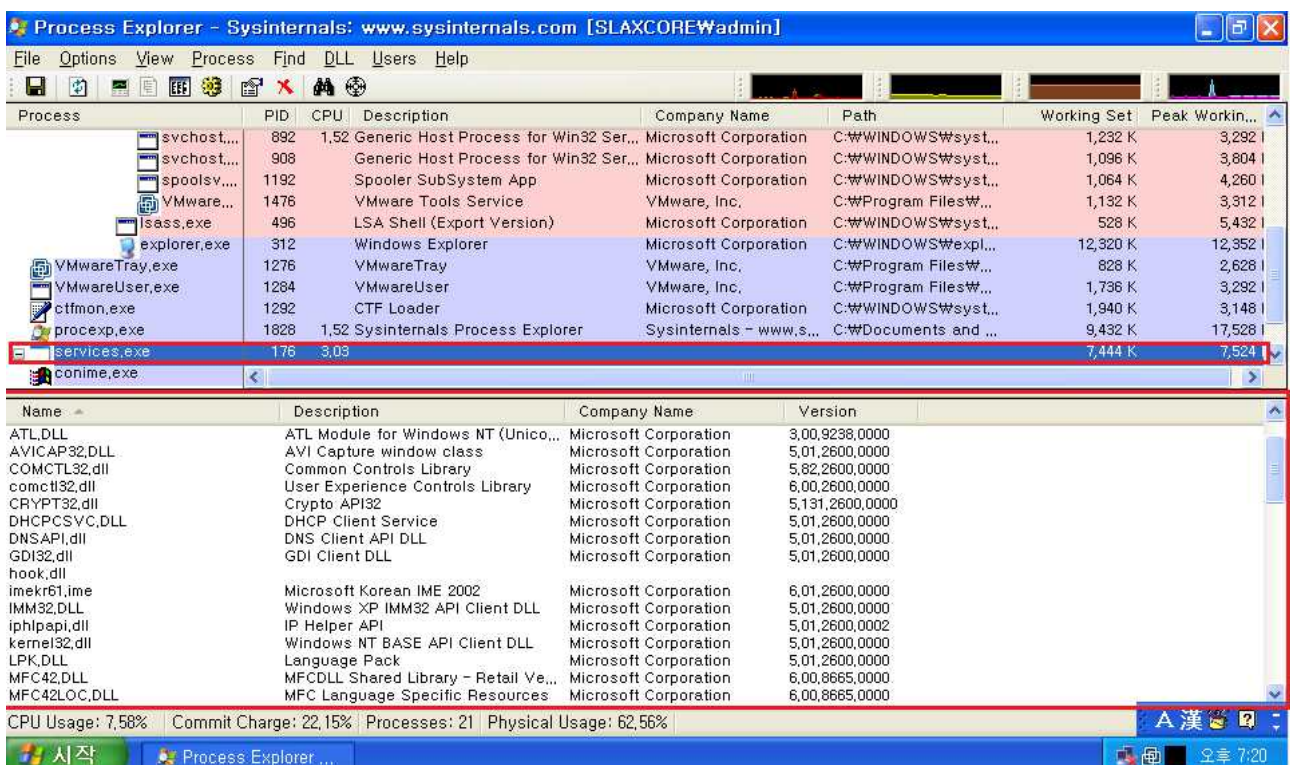 Process Explorer - Sysinternals: www.sysinternals.com [SLAXCORE₩admin]
File Options View Process Find DLL Users Help
Process PID CPU Description Company Name Path Working Set Peak Workin...
svchost,... 892 1,52 Generic Host Process for Win32 Ser... Microsoft Corporation C:₩WINDOWS₩syst... 1,232 K 3,292
svchost,... 908 Generic Host Process for Win32 Ser... Microsoft Corporation C:₩WINDOWS₩syst... 1,096 K 3,804
spoolsv,... 1192 Spooler SubSystem App Microsoft Corporation C:₩WINDOWS₩syst... 1,064 K 4,260
VMware... 1476 VMware Tools Service VMware, Inc, C:₩Program Files₩... 1,132 K 3,312
lsass,exe 496 LSA Shell (Export Version) Microsoft Corporation C:₩WINDOWS₩syst... 528 K 5,432
explorer,exe 312 Windows Explorer Microsoft Corporation C:₩WINDOWS₩expl... 12,320 K 12,352
VMwareTray,exe 1276 VMwareTray VMware, Inc, C:₩Program Files₩... 828 K 2,628
VMwareUser,exe 1284 VMwareUser VMware, Inc, C:₩Program Files₩... 1,736 K 3,292
ctfmon,exe 1292 CTF Loader Microsoft Corporation C:₩WINDOWS₩syst... 1,940 K 3,148
procexp,exe 1828 1,52 Sysinternals Process Explorer Sysinternals - www,s... C:₩Documents and ... 9,432 K 17,528
services,exe 176 3,03 7,444 K 7,524
conime,exe
Name Description Company Name Version
ATL,DLL ATL Module for Windows NT (Unico... Microsoft Corporation 3,00,9238,0000
AVICAP32,DLL AVI Capture window class Microsoft Corporation 5,01,2600,0000
COMCTL32,dll Common Controls Library Microsoft Corporation 5,82,2600,0000
comctl32,dll User Experience Controls Library Microsoft Corporation 6,00,2600,0000
CRYPT32,dll Crypto API32 Microsoft Corporation 5,131,2600,0000
DHCPCSVC,DLL DHCP Client Service Microsoft Corporation 5,01,2600,0000
DNSAPI,dll DNS Client API DLL Microsoft Corporation 5,01,2600,0000
GDI32,dll GDI Client DLL Microsoft Corporation 5,01,2600,0000
hook,dll
imekr61,ime Microsoft Korean IME 2002 Microsoft Corporation 6,01,2600,0000
IMM32,DLL Windows XP IMM32 API Client DLL Microsoft Corporation 5,01,2600,0000
iphlpapi,dll IP Helper API Microsoft Corporation 5,01,2600,0002
kernel32,dll Windows NT BASE API Client DLL Microsoft Corporation 5,01,2600,0000
LPK,DLL Language Pack Microsoft Corporation 5,01,2600,0000
MFC42,DLL MFCDLL Shared Library - Retail Ve... Microsoft Corporation 6,00,8665,0000
MFC42LOC,DLL MFC Language Specific Resources Microsoft Corporation 6,00,8665,0000
CPU Usage: 7,58% Commit Charge: 22,15% Processes: 21 Physical Usage: 62,56%
A 漢
시작 Process Explorer ... 오후 7:20